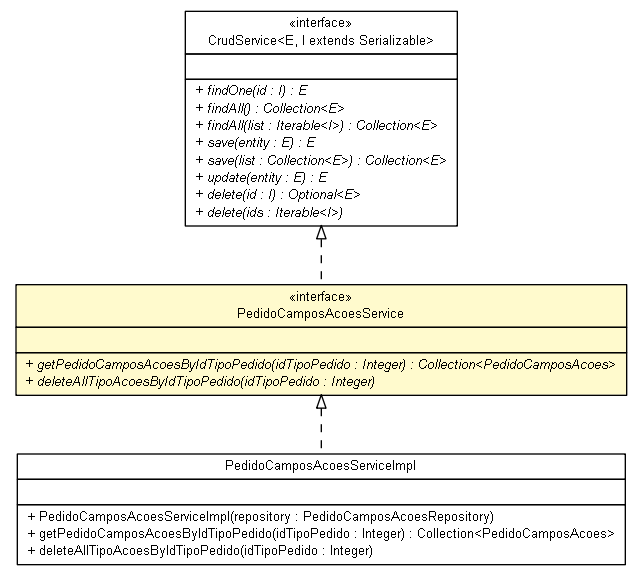 «interface»
CrudService<E, I extends Serializable>
+ findOne(id : I) : E
+ findAll() : Collection<E>
+ findAll(list : Iterable<I>) : Collection<E>
+ save(entity : E) : E
+ save(list : Collection<E>) : Collection<E>
+ update(entity : E) : E
+ delete(id : I) : Optional<E>
+ delete(ids : Iterable<I>)
«interface»
PedidoCamposAcoesService
+ getPedidoCamposAcoesByIdTipoPedido(idTipoPedido : Integer) : Collection<PedidoCamposAcoes>
+ deleteAllTipoAcoesByIdTipoPedido(idTipoPedido : Integer)
PedidoCamposAcoesServiceImpl
+ PedidoCamposAcoesServiceImpl(repository : PedidoCamposAcoesRepository)
+ getPedidoCamposAcoesByIdTipoPedido(idTipoPedido : Integer) : Collection<PedidoCamposAcoes>
+ deleteAllTipoAcoesByIdTipoPedido(idTipoPedido : Integer)